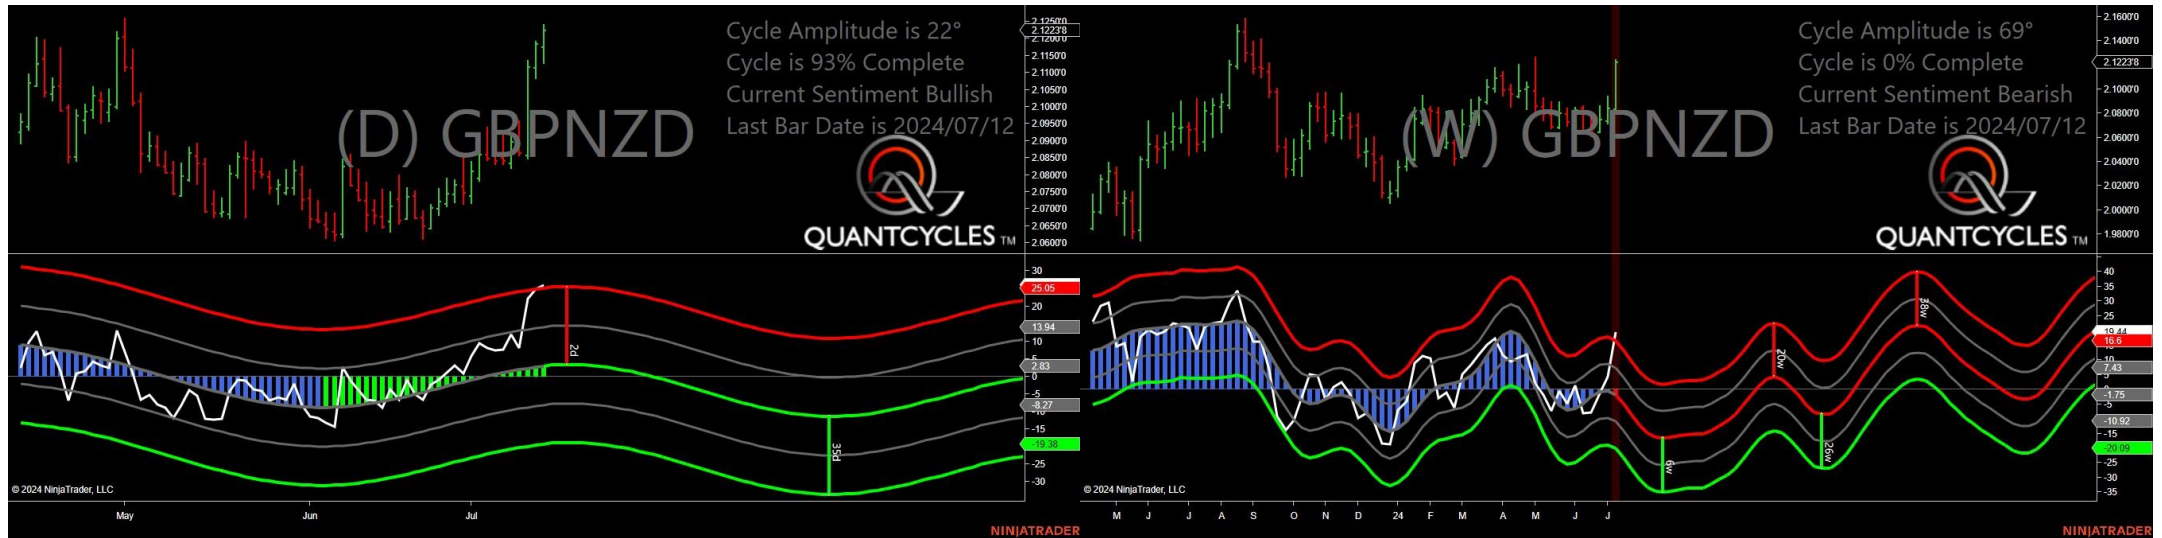 Cycle Amplitude is 22°
Cycle is 93% Complete
Current Sentiment Bullish
Last Bar Date is 2024/07/12
(D) GBPNZD
QUANTCYCLES TM
2.1250'0
2.1223'8
2.1200'0
2.1150'0
2.1100'0
2.1050'0
2.1000'0
2.0950'0
2.0900'0
2.0850'0
2.0800'0
2.0750'0
2.0700'0
2.0650'0
2.0600'0
30
25.05
20
13.94
10
5
2.83
0
-8.27
-10
-15
-19.38
-25
-30
2d
35d
© 2024 NinjaTrader, LLC
May
Jun
Jul
NINJATRADER
Cycle Amplitude is 69°
Cycle is 0% Complete
Current Sentiment Bearish
Last Bar Date is 2024/07/12
(W) GBPNZD
QUANTCYCLES TM
2.1600'0
2.1400'0
2.1223'8
2.1000'0
2.0800'0
2.0600'0
2.0400'0
2.0200'0
2.0000'0
1.9800'0
40
35
30
25
19.44
16.6
10
7.43
-1.75
-5
-10.92
-15
-20.09
-25
-30
-35
6w
20w
26w
38w
© 2024 NinjaTrader, LLC
M J J A S O N D 24 F M A M J J
NINJATRADER